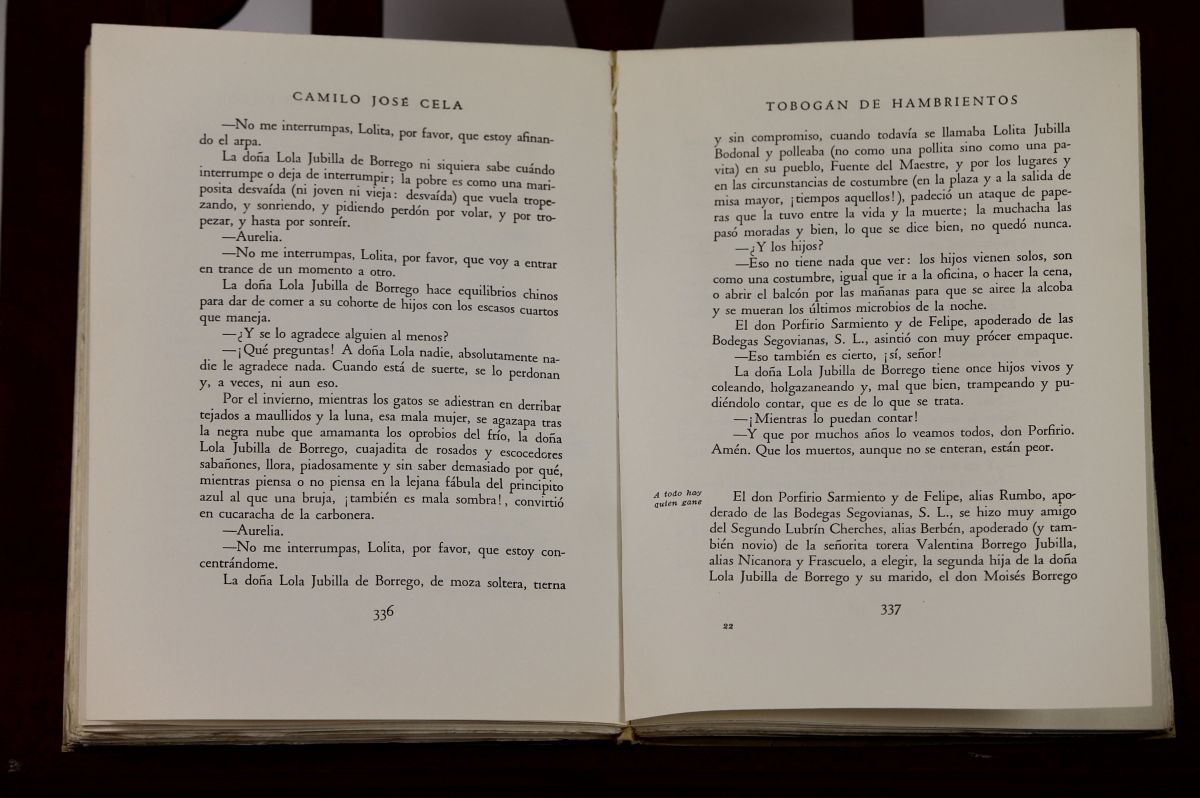 CAMILO JOSÉ CELA
—No me interrumpas, Lolita, por favor, que estoy afinan-
do el arpa.
La doña Lola Jubilla de Borrego ni siquiera sabe cuándo
interrumpe o deja de interrumpir; la pobre es como una mari-
posita desvaída (ni joven ni vieja: desvaída) que vuela trope-
zando, y sonriendo, y pidiendo perdón por volar, y por tro-
pezar, y hasta por sonreír.
—Aurelia.
—No me interrumpas, Lolita, por favor, que voy a entrar
en trance de un momento a otro.
La doña Lola Jubilla de Borrego hace equilibrios chinos
para dar de comer a su cohorte de hijos con los escasos cuartos
que maneja.
—¿Y se lo agradece alguien al menos?
—¡Qué preguntas! A doña Lola nadie, absolutamente na-
die le agradece nada. Cuando está de suerte, se lo perdonan
y, a veces, ni aun eso.
Por el invierno, mientras los gatos se adiestran en derribar
tejados a maullidos y la luna, esa mala mujer, se agazapa tras
la negra nube que amamanta los oprobios del frío, la doña
Lola Jubilla de Borrego, cuajadita de rosados y escocedores
sabañones, llora, piadosamente y sin saber demasiado por qué,
mientras piensa o no piensa en la lejana fábula del principito
azul al que una bruja, ¡también es mala sombra!, convirtió
en cucaracha de la carbonera.
—Aurelia.
—No me interrumpas, Lolita, por favor, que estoy con-
centrándome.
La doña Lola Jubilla de Borrego, de moza soltera, tierna
336
TOBOGÁN DE HAMBRIENTOS
y sin compromiso, cuando todavía se llamaba Lolita Jubilla
Bodonal y polleaba (no como una pollita sino como una pa-
vita) en su pueblo, Fuente del Maestre, y por los lugares y
en las circunstancias de costumbre (en la plaza y a la salida de
misa mayor, ¡tiempos aquellos!), padeció un ataque de pape-
ras que la tuvo entre la vida y la muerte; la muchacha las
pasó moradas y bien, lo que se dice bien, no quedó nunca.
—¿Y los hijos?
—Eso no tiene nada que ver: los hijos vienen solos, son
como una costumbre, igual que ir a la oficina, o hacer la cena,
o abrir el balcón por las mañanas para que se airee la alcoba
y se mueran los últimos microbios de la noche.
El don Porfirio Sarmiento y de Felipe, apoderado de las
Bodegas Segovianas, S. L., asintió con muy prócer empaque.
—Eso también es cierto, ¡sí, señor!
La doña Lola Jubilla de Borrego tiene once hijos vivos y
coleando, holgazaneando y, mal que bien, trampeando y pu-
diéndolo contar, que es de lo que se trata.
—¡Mientras lo puedan contar!
—Y que por muchos años lo veamos todos, don Porfirio.
Amén. Que los muertos, aunque no se enteran, están peor.
A todo hay
quien gane
El don Porfirio Sarmiento y de Felipe, alias Rumbo, apo-
derado de las Bodegas Segovianas, S. L., se hizo muy amigo
del Segundo Lubrín Cherches, alias Berbén, apoderado (y tam-
bién novio) de la señorita torera Valentina Borrego Jubilla,
alias Nicanora y Frascuelo, a elegir, la segunda hija de la doña
Lola Jubilla de Borrego y su marido, el don Moisés Borrego
337
22